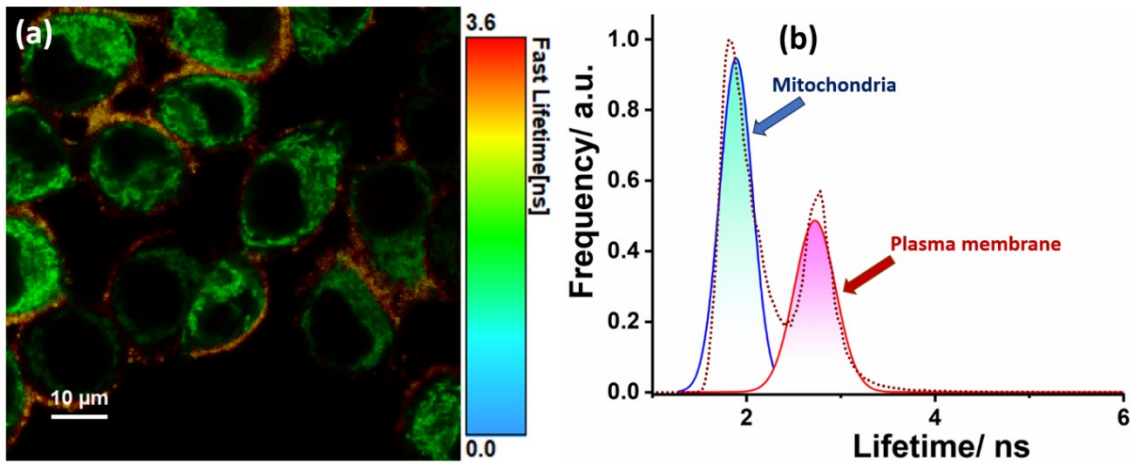 (a)
3.6
Fast Lifetime[ns]
0.0
10 μm
(b)
Mitochondria
Plasma membrane
Frequency/ a.u.
1.0
0.8
0.6
0.4
0.2
0.0
2
4
6
Lifetime/ ns